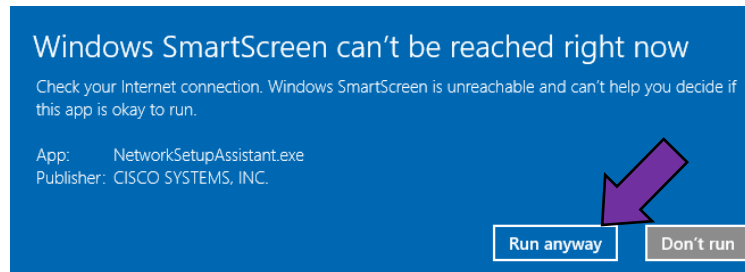 Windows SmartScreen can't be reached right now
Check your Internet connection. Windows SmartScreen is unreachable and can't help you decide if
this app is okay to run.
App: NetworkSetupAssistant.exe
Publisher: CISCO SYSTEMS, INC.
Run anyway Don't run